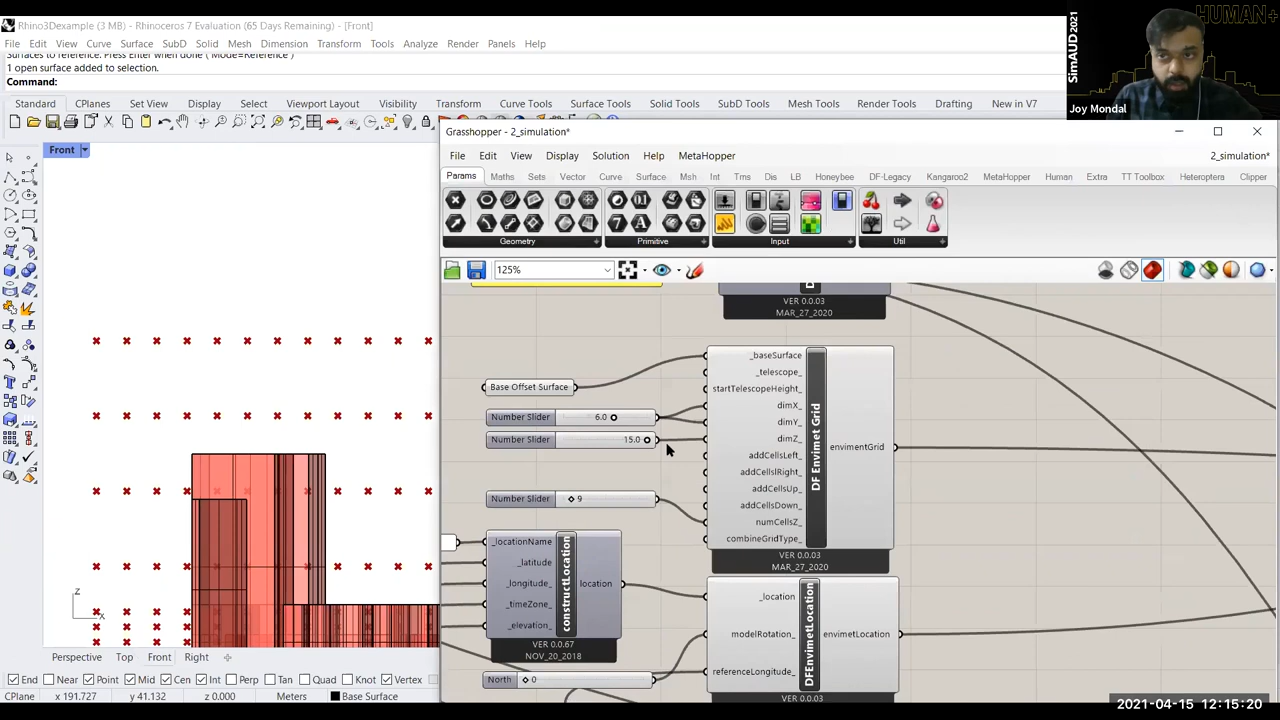 Rhino3Dexample (3 MB) - Rhinoceros 7 Evaluation (65 Days Remaining) - [Front]
File Edit View Curve Surface SubD Solid Mesh Dimension Transform Tools Analyze Render Panels Help
Surfaces to reference. Press Enter when done ( Mode=Reference )
1 open surface added to selection.
Command:
Standard CPlanes Set View Display Select Viewport Layout Visibility Transform Curve Tools Surface Tools Solid Tools SubD Tools Mesh Tools Render Tools Drafting New in V7
HUMAN+
SimAUD2021
Joy Mondal
Front
Grasshopper - 2_simulation*
File Edit View Display Solution Help MetaHopper
2_simulation*
Params Maths Sets Vector Curve Surface Msh Int Trns Dis LB Honeybee DF-Legacy Kangaroo2 MetaHopper Human Extra TT Toolbox Heteroptera Clipper
Geometry Primitive Input Util
125%
VER 0.0.03
MAR_27_2020
Base Offset Surface
Number Slider 6.0
Number Slider 15.0
Number Slider 9
_baseSurface
_telescope_
startTelescopeHeight_
dimX_
dimY_
dimZ_
addCellsLeft_
addCellslRight_
addCellsUp_
addCellsDown_
numCellsZ_
combineGridType_
DF Envimet Grid
envimentGrid
VER 0.0.03
MAR_27_2020
_locationName
_latitude
_longitude_
_timeZone_
_elevation_
constructLocation
location
VER 0.0.67
NOV_20_2018
_location
modelRotation_
referenceLongitude_
DFEnvimetLocation
envimetLocation
VER 0.0.03
North 0
z
x
Perspective Top Front Right
End Near Point Mid Cen Int Perp Tan Quad Knot Vertex
CPlane x 191.727 y 41.132 z 0.000 Meters Base Surface
2021-04-15 12:15:20